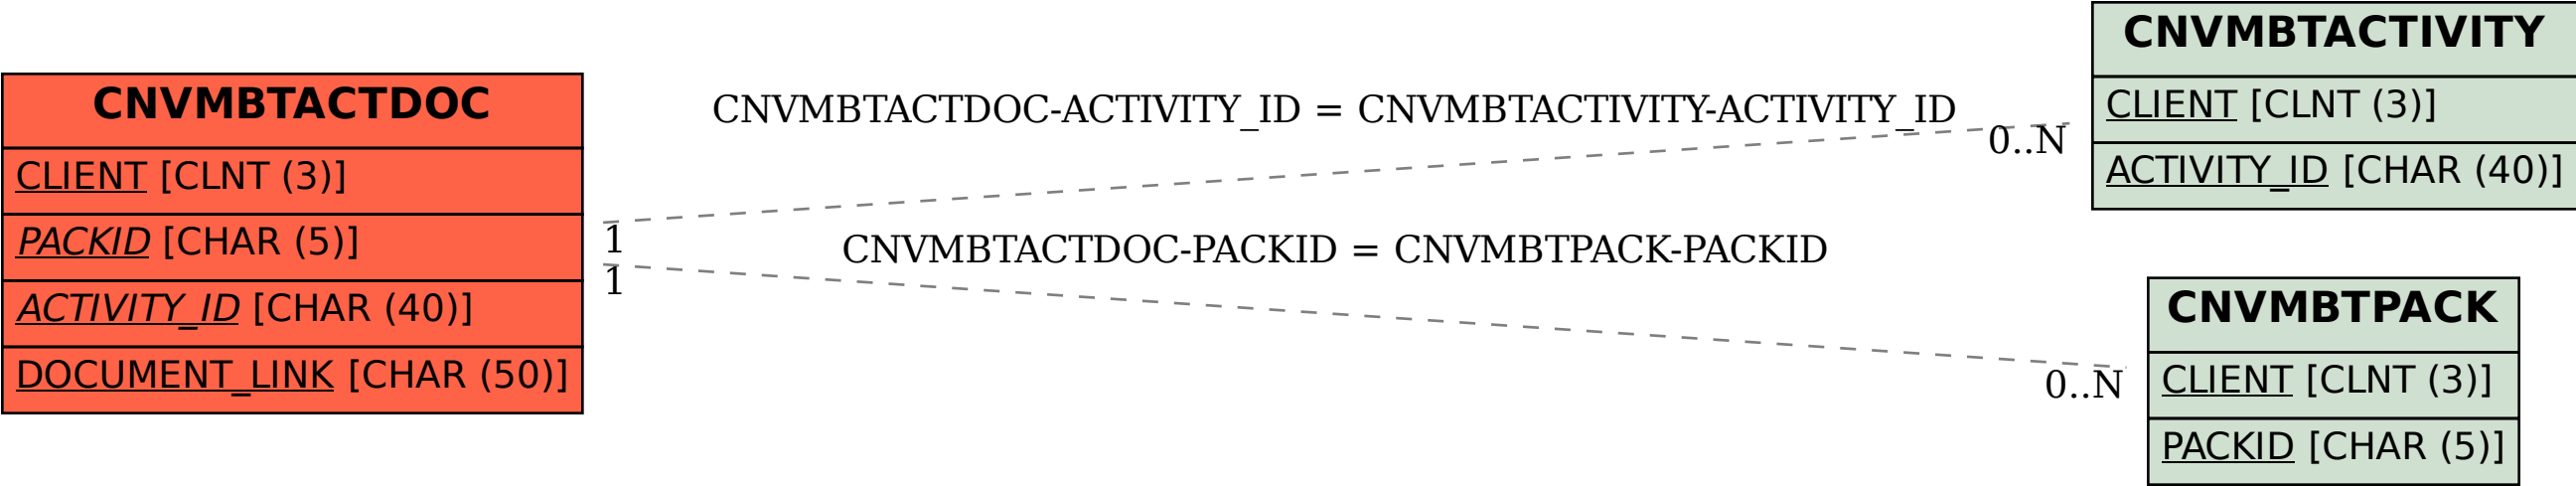 CNVMBTACTDOC
CLIENT [CLNT (3)]
PACKID [CHAR (5)]
ACTIVITY_ID [CHAR (40)]
DOCUMENT_LINK [CHAR (50)]
CNVMBTACTDOC-ACTIVITY_ID = CNVMBTACTIVITY-ACTIVITY_ID
0..N
1
CNVMBTACTDOC-PACKID = CNVMBTPACK-PACKID
1
0..N
CNVMBTACTIVITY
CLIENT [CLNT (3)]
ACTIVITY_ID [CHAR (40)]
CNVMBTPACK
CLIENT [CLNT (3)]
PACKID [CHAR (5)]